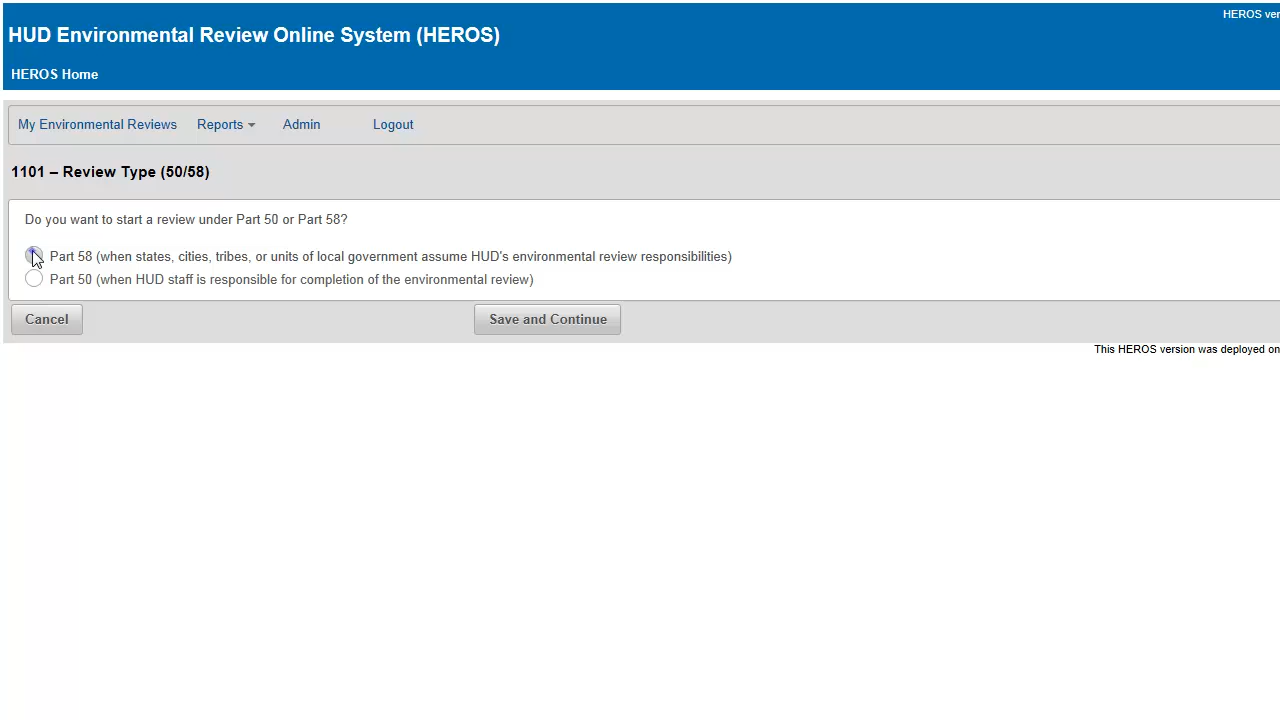 HEROS ver
HUD Environmental Review Online System (HEROS)
HEROS Home
My Environmental Reviews Reports Admin Logout
1101 – Review Type (50/58)
Do you want to start a review under Part 50 or Part 58?
Part 58 (when states, cities, tribes, or units of local government assume HUD's environmental review responsibilities)
Part 50 (when HUD staff is responsible for completion of the environmental review)
Cancel Save and Continue
This HEROS version was deployed on